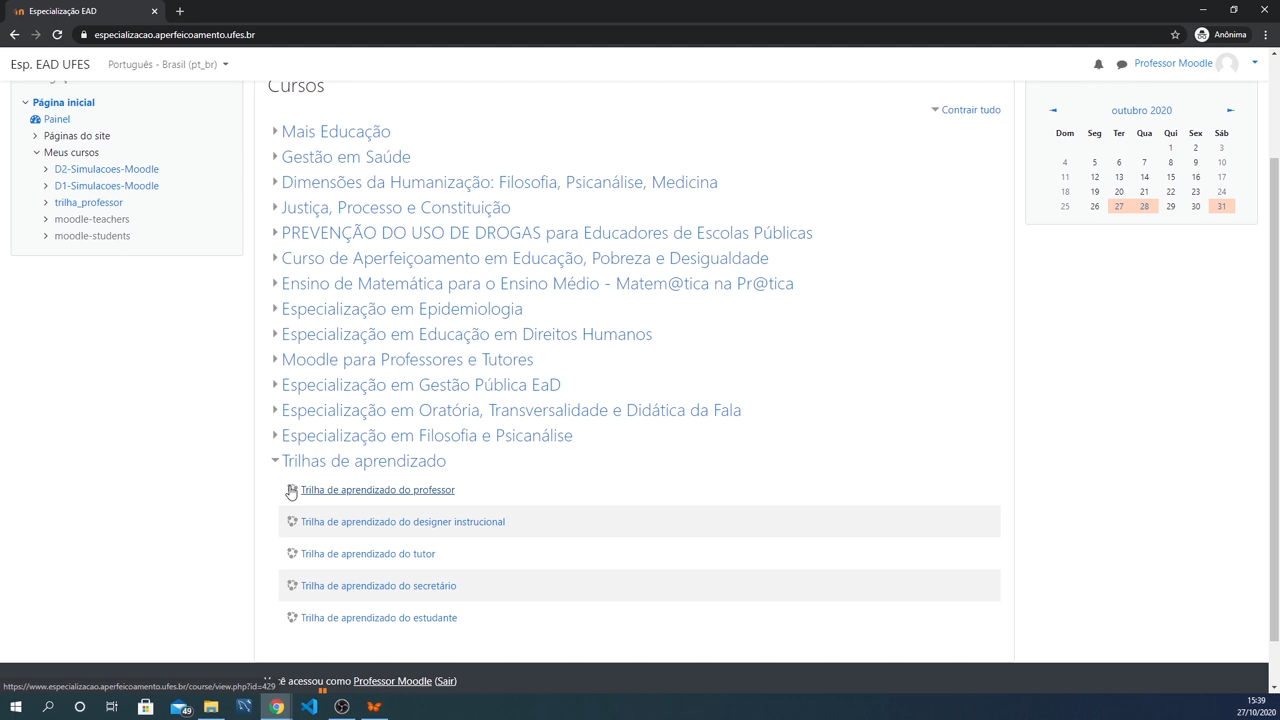 Especialização EAD
especializacao.aperfeicoamento.ufes.br
Anônima
Esp. EAD UFES
Português - Brasil (pt_br)
Professor Moodle
Página inicial
Painel
Páginas do site
Meus cursos
D2-Simulacoes-Moodle
D1-Simulacoes-Moodle
trilha_professor
moodle-teachers
moodle-students
Cursos
Contrair tudo
Mais Educação
Gestão em Saúde
Dimensões da Humanização: Filosofia, Psicanálise, Medicina
Justiça, Processo e Constituição
PREVENÇÃO DO USO DE DROGAS para Educadores de Escolas Públicas
Curso de Aperfeiçoamento em Educação, Pobreza e Desigualdade
Ensino de Matemática para o Ensino Médio - Matem@tica na Pr@tica
Especialização em Epidemiologia
Especialização em Educação em Direitos Humanos
Moodle para Professores e Tutores
Especialização em Gestão Pública EaD
Especialização em Oratória, Transversalidade e Didática da Fala
Especialização em Filosofia e Psicanálise
Trilhas de aprendizado
Trilha de aprendizado do professor
Trilha de aprendizado do designer instrucional
Trilha de aprendizado do tutor
Trilha de aprendizado do secretário
Trilha de aprendizado do estudante
outubro 2020
Dom Seg Ter Qua Qui Sex Sáb
1 2 3
4 5 6 7 8 9 10
11 12 13 14 15 16 17
18 19 20 21 22 23 24
25 26 27 28 29 30 31
acessou como Professor Moodle (Sair)
https://www.especializacao.aperfeicoamento.ufes.br/course/view.php?id=429
49
15:39
27/10/2020